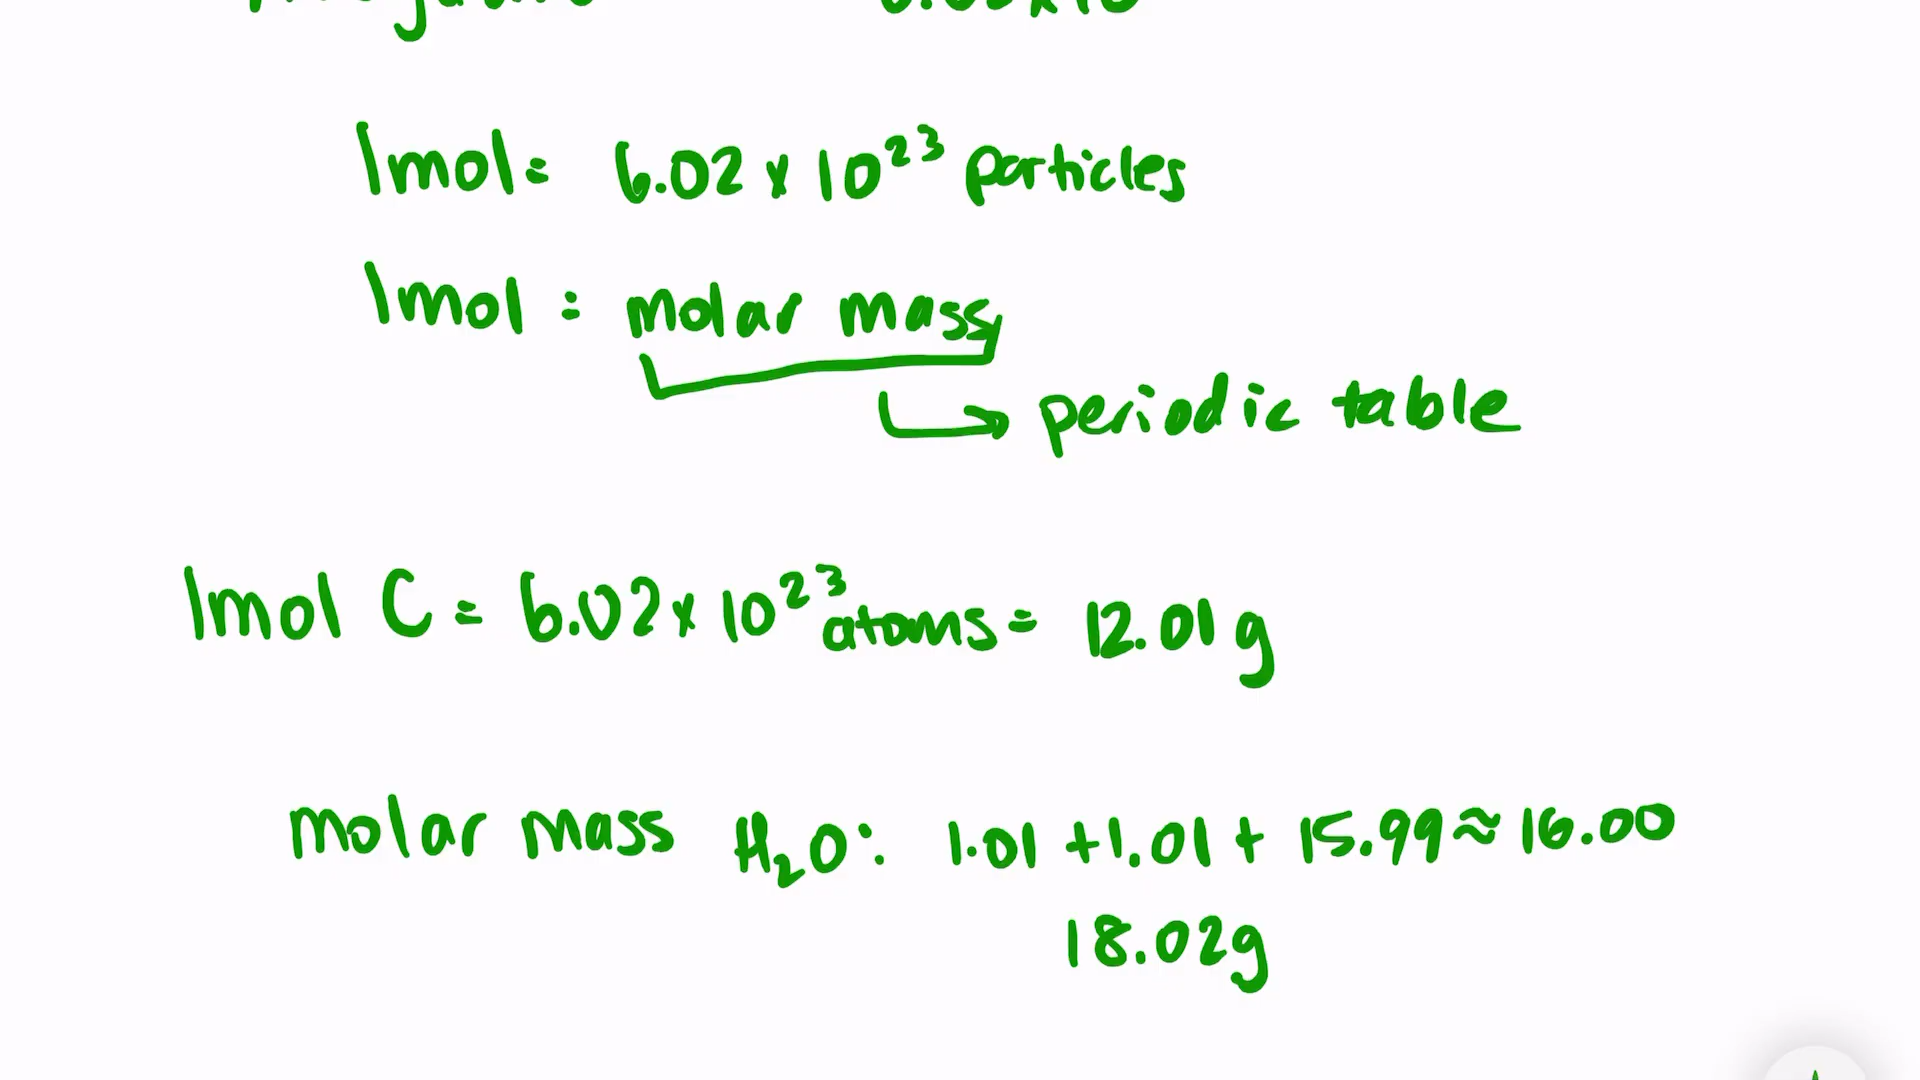 1mol = 6.02 x 10²³ particles
1mol = molar mass
periodic table
1mol C = 6.02 x 10²³ atoms = 12.01 g
molar mass H₂O: 1.01 + 1.01 + 15.99 ≈ 16.00
18.02g